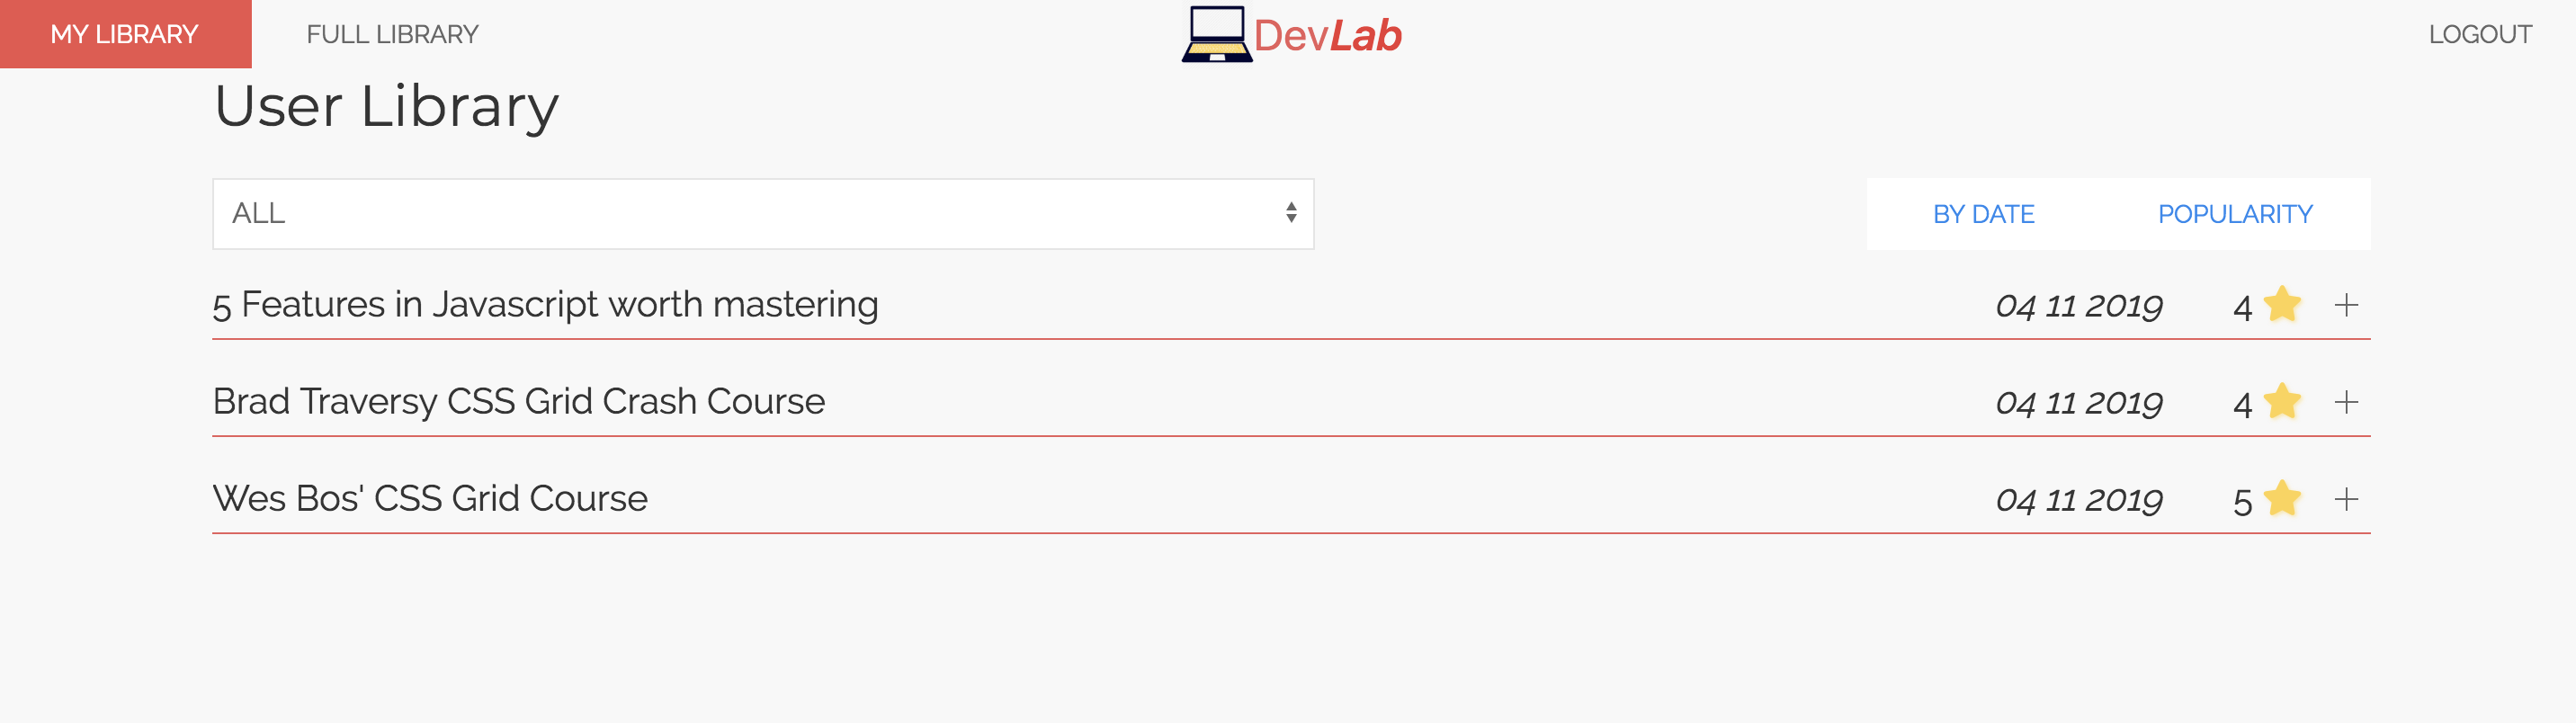 MY LIBRARY FULL LIBRARY DevLab LOGOUT
User Library
ALL BY DATE POPULARITY
5 Features in Javascript worth mastering 04 11 2019 4
Brad Traversy CSS Grid Crash Course 04 11 2019 4
Wes Bos' CSS Grid Course 04 11 2019 5